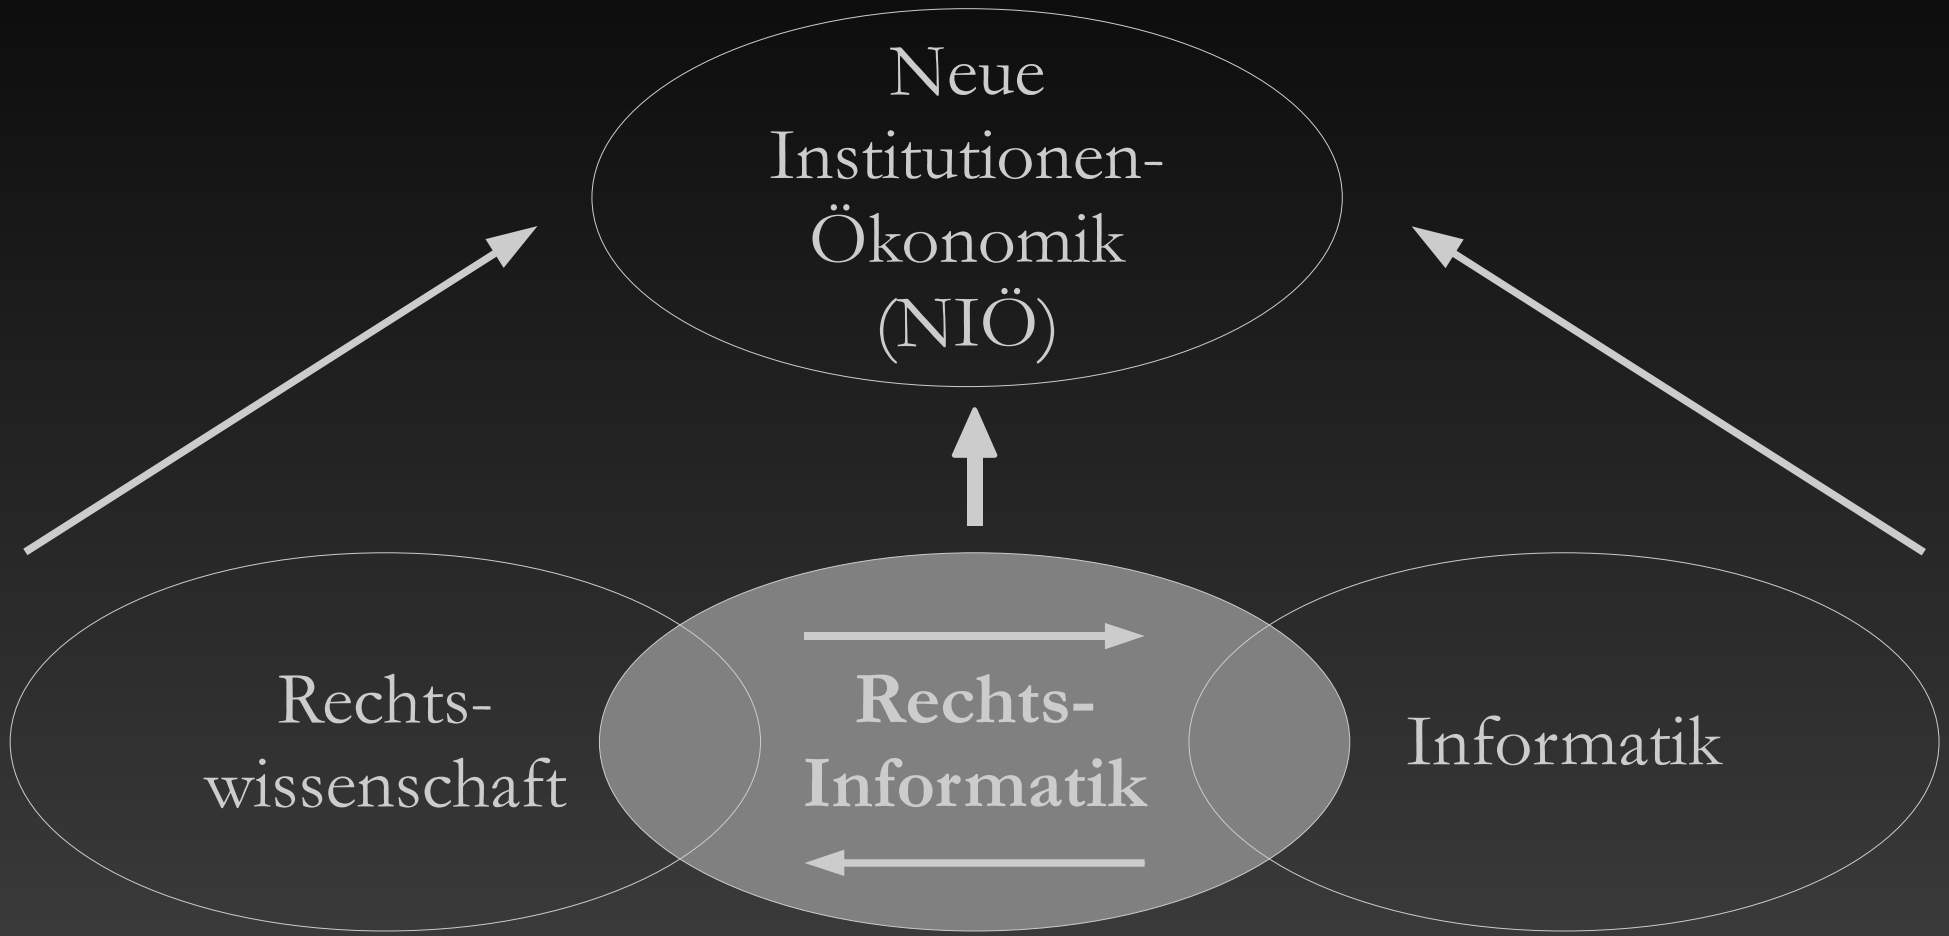 Neue
Institutionen-
Ökonomik
(NIÖ)
Rechts-
wissenschaft
Rechts-
Informatik
Informatik